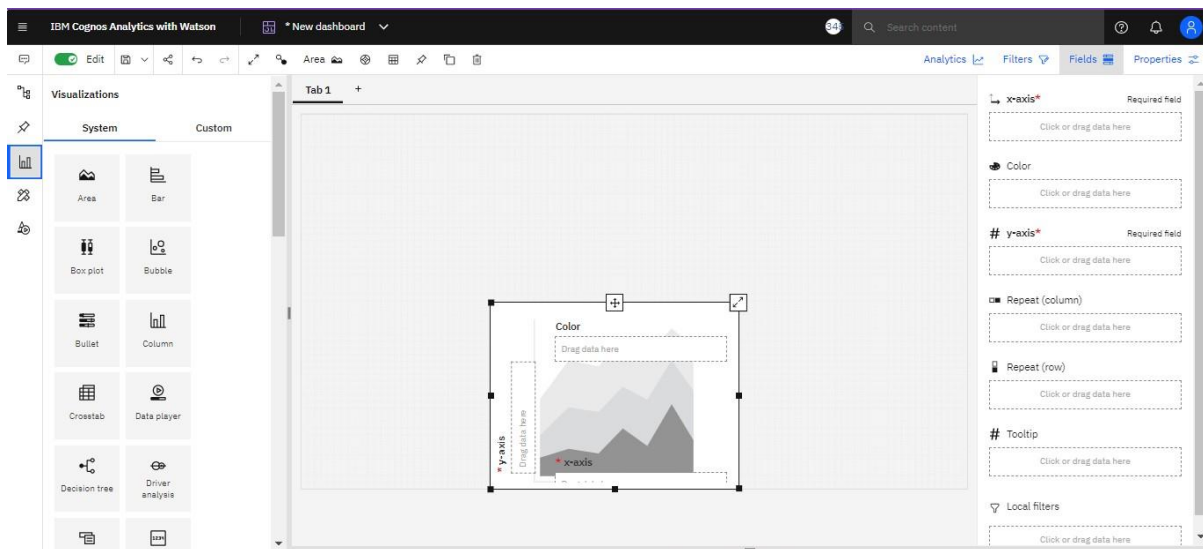 IBM Cognos Analytics with Watson
* New dashboard
Search content
Edit
Area
Analytics
Filters
Fields
Properties
Visualizations
System
Custom
Area
Bar
Box plot
Bubble
Bullet
Column
Crosstab
Data player
Decision tree
Driver
analysis
Tab 1
+
Color
Drag data here
* y-axis
Drag data here
* x-axis
x-axis*
Required field
Click or drag data here
Color
Click or drag data here
# y-axis*
Required field
Click or drag data here
Repeat (column)
Click or drag data here
Repeat (row)
Click or drag data here
# Tooltip
Click or drag data here
Local filters
Click or drag data here